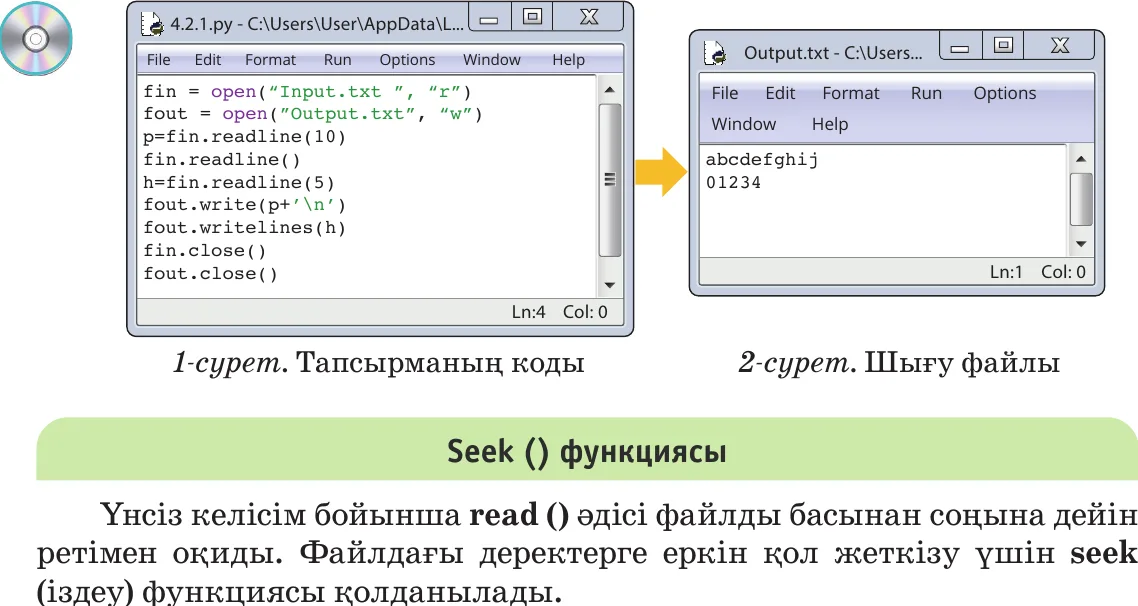 4.2.1.py - C:\Users\User\AppData\L...
File Edit Format Run Options Window Help
fin = open(“Input.txt ”, “r”)
fout = open(”Output.txt”, “w”)
p=fin.readline(10)
fin.readline()
h=fin.readline(5)
fout.write(p+’\n’)
fout.writelines(h)
fin.close()
fout.close()
Ln:4 Col: 0
Output.txt - C:\Users...
File Edit Format Run Options
Window Help
abcdefghij
01234
Ln:1 Col: 0
1-сурет. Тапсырманың коды
2-сурет. Шығу файлы
Seek () функциясы
Үнсіз келісім бойынша read () әдісі файлды басынан соңына дейін
ретімен оқиды. Файлдағы деректерге еркін қол жеткізу үшін seek
(іздеу) функциясы қолданылады.